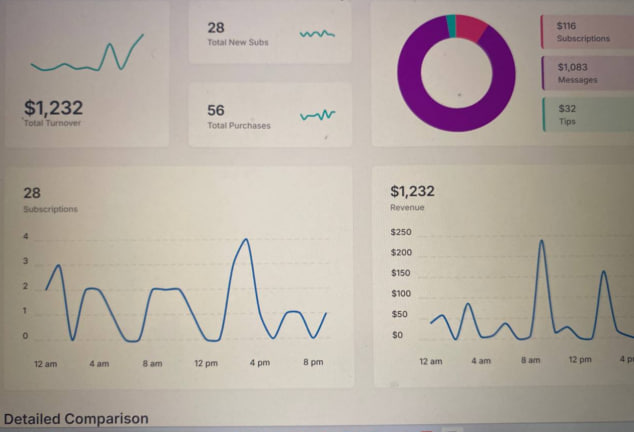 $1,232
Total Turnover
28
Total New Subs
56
Total Purchases
$116
Subscriptions
$1,083
Messages
$32
Tips
28
Subscriptions
4
3
2
1
0
12 am 4 am 8 am 12 pm 4 pm 8 pm
$1,232
Revenue
$250
$200
$150
$100
$50
$0
12 am 4 am 8 am 12 pm 4 p
Detailed Comparison